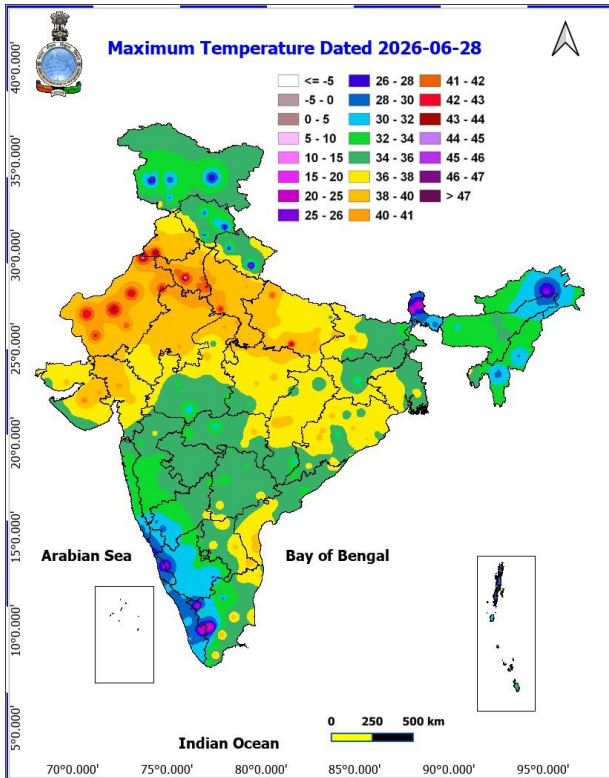 Maximum Temperature Dated 2026-06-28
<= -5
-5 - 0
0 - 5
5 - 10
10 - 15
15 - 20
20 - 25
25 - 26
26 - 28
28 - 30
30 - 32
32 - 34
34 - 36
36 - 38
38 - 40
40 - 41
41 - 42
42 - 43
43 - 44
44 - 45
45 - 46
46 - 47
> 47
40°0.000'
35°0.000'
30°0.000'
25°0.000'
20°0.000'
15°0.000'
10°0.000'
5°0.000'
Arabian Sea
Bay of Bengal
Indian Ocean
0 250 500 km
70°0.000' 75°0.000' 80°0.000' 85°0.000' 90°0.000' 95°0.000'